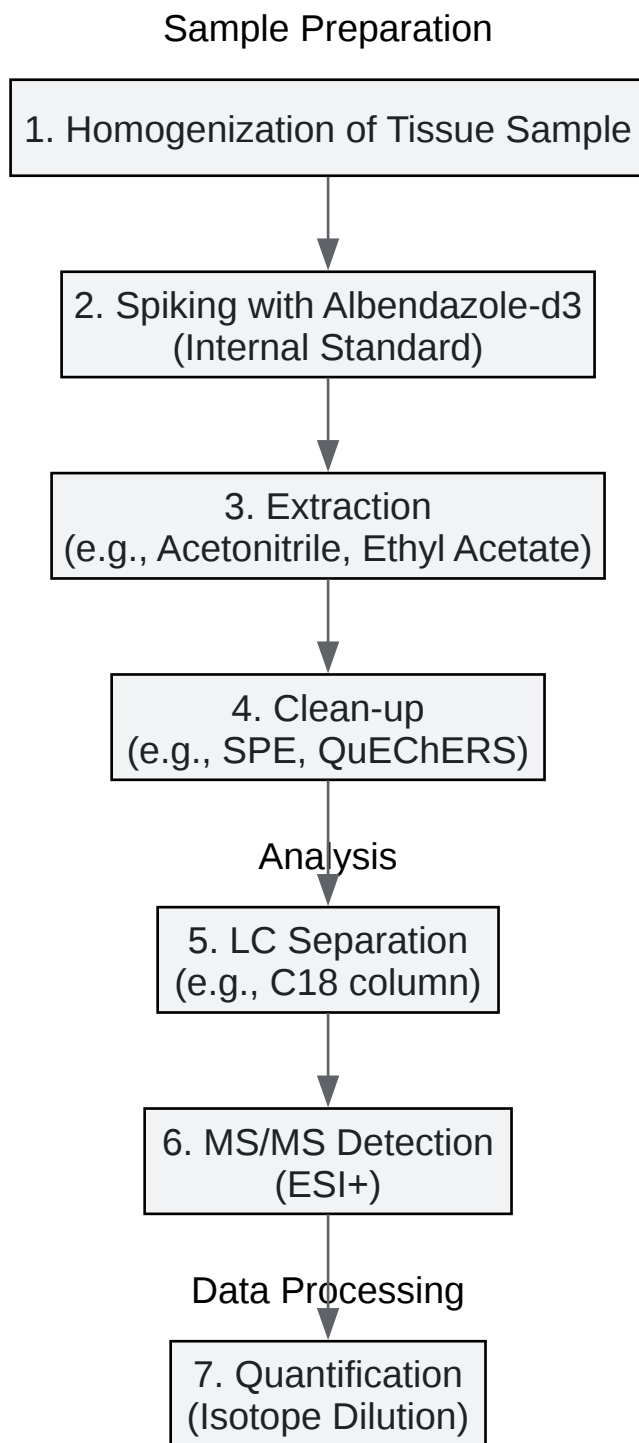 Sample Preparation
1. Homogenization of Tissue Sample
2. Spiking with Albendazole-d3
(Internal Standard)
3. Extraction
(e.g., Acetonitrile, Ethyl Acetate)
4. Clean-up
(e.g., SPE, QuEChERS)
Analysis
5. LC Separation
(e.g., C18 column)
6. MS/MS Detection
(ESI+)
Data Processing
7. Quantification
(Isotope Dilution)